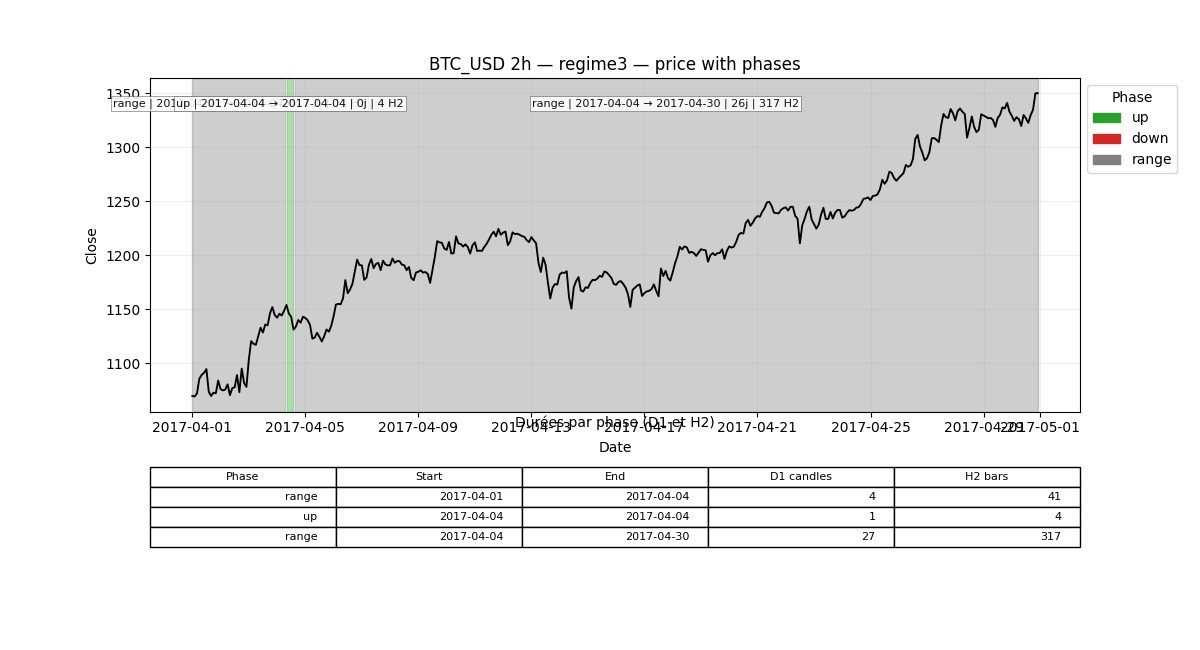 BTC_USD 2h — regime3 — price with phases
1350
1300
1250
1200
1150
1100
Close
range | 201
up | 2017-04-04 → 2017-04-04 | 0j | 4 H2
range | 2017-04-04 → 2017-04-30 | 26j | 317 H2
Phase
up
down
range
Durées par phase (D1 et H2)
2017-04-01 2017-04-05 2017-04-09 2017-04-13 2017-04-17 2017-04-21 2017-04-25 2017-04-29 2017-05-01
Date
Phase Start End D1 candles H2 bars
range 2017-04-01 2017-04-04 4 41
up 2017-04-04 2017-04-04 1 4
range 2017-04-04 2017-04-30 27 317